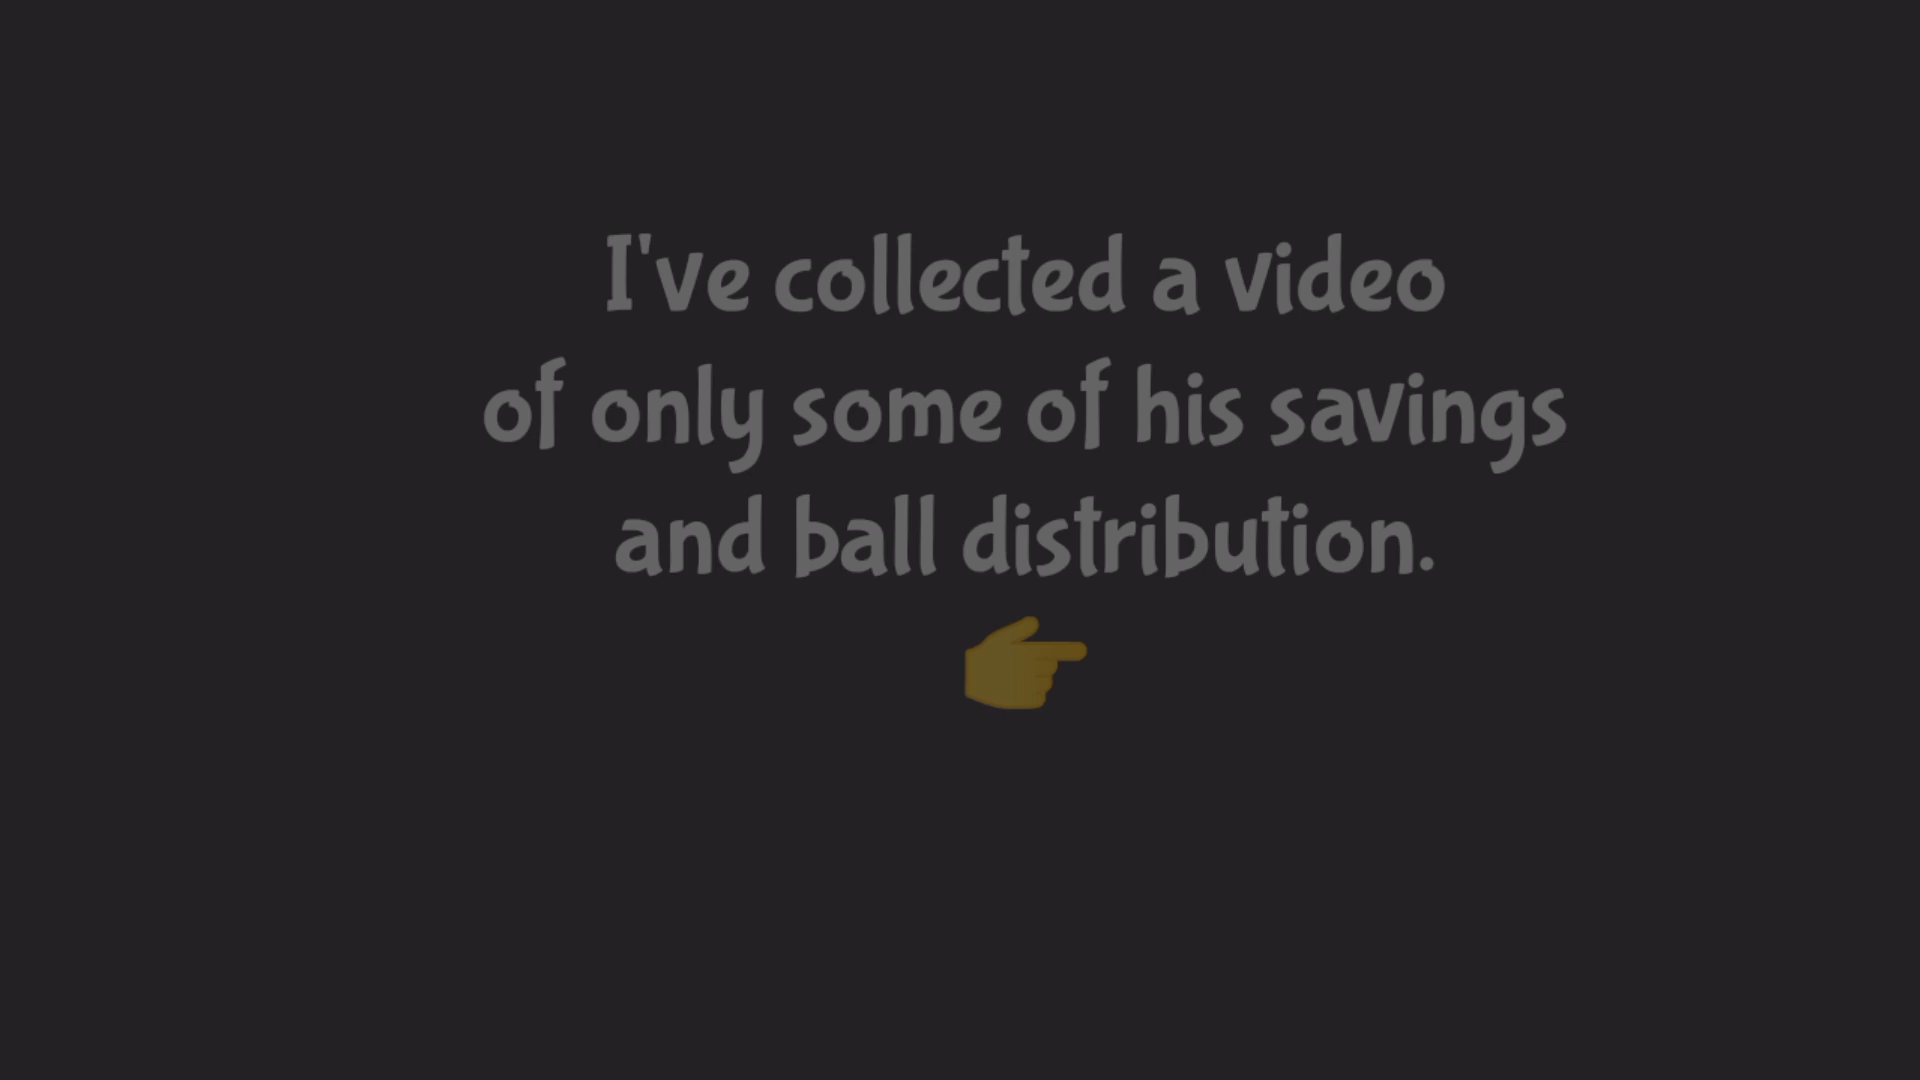 I've collected a video
of only some of his savings
and ball distribution.
👉